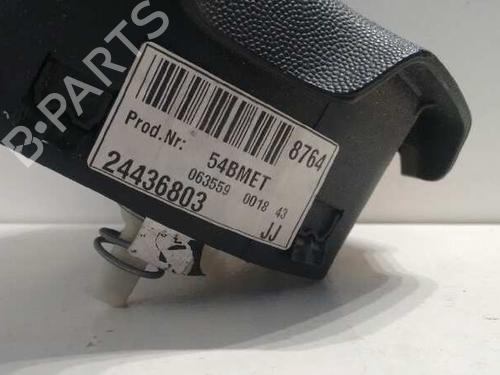 B-PARTS
8764
Prod.Nr: 54BMET
063559 0018 43
24436803 JJ